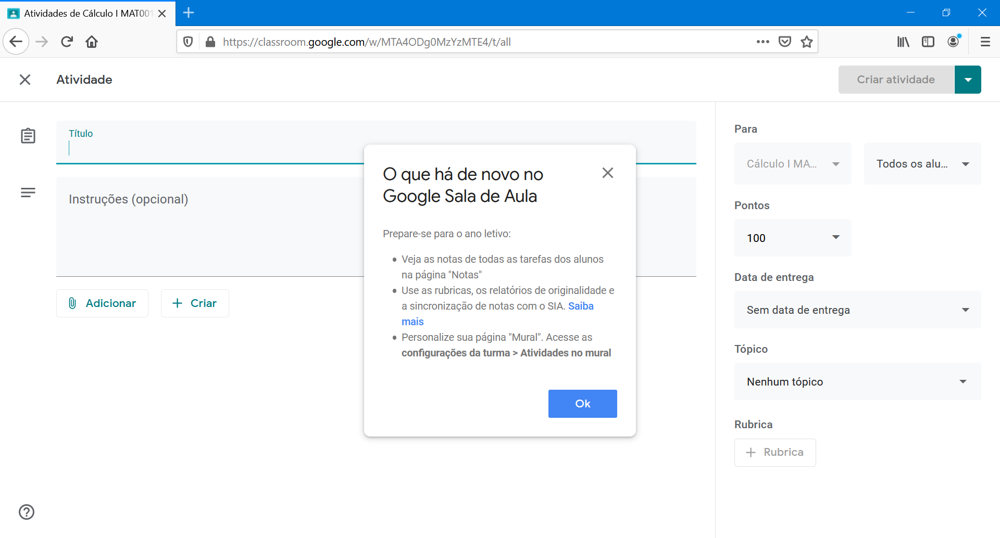 Atividades de Cálculo I MAT001
https://classroom.google.com/w/MTA4ODg0MzYzMTE4/t/all
Atividade
Criar atividade
Título
Instruções (opcional)
Adicionar
Criar
O que há de novo no
Google Sala de Aula
Prepare-se para o ano letivo:
• Veja as notas de todas as tarefas dos alunos
na página "Notas"
• Use as rubricas, os relatórios de originalidade e
a sincronização de notas com o SIA. Saiba
mais
• Personalize sua página "Mural". Acesse as
configurações da turma > Atividades no mural
Ok
Para
Cálculo I MA...
Todos os alu...
Pontos
100
Data de entrega
Sem data de entrega
Tópico
Nenhum tópico
Rubrica
Rubrica